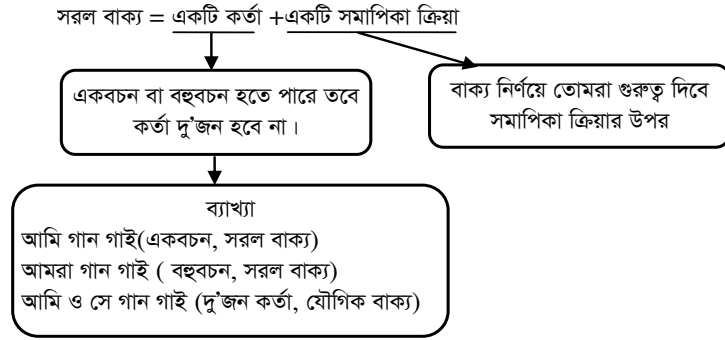 সরল বাক্য = একটি কর্তা +একটি সমাপিকা ক্রিয়া
একবচন বা বহুবচন হতে পারে তবে
কর্তা দু'জন হবে না।
বাক্য নির্ণয়ে তোমরা গুরুত্ব দিবে
সমাপিকা ক্রিয়ার উপর
ব্যাখ্যা
আমি গান গাই(একবচন, সরল বাক্য)
আমরা গান গাই ( বহুবচন, সরল বাক্য)
আমি ও সে গান গাই (দু'জন কর্তা, যৌগিক বাক্য)